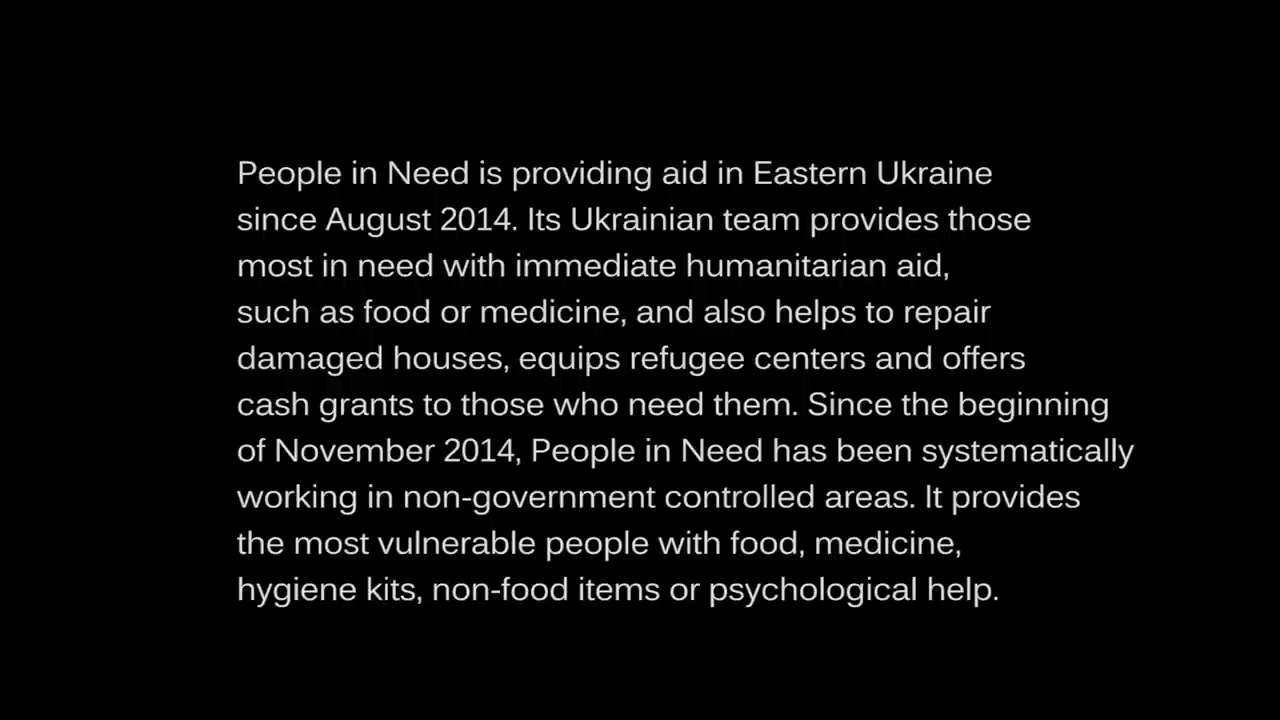 People in Need is providing aid in Eastern Ukraine
since August 2014. Its Ukrainian team provides those
most in need with immediate humanitarian aid,
such as food or medicine, and also helps to repair
damaged houses, equips refugee centers and offers
cash grants to those who need them. Since the beginning
of November 2014, People in Need has been systematically
working in non-government controlled areas. It provides
the most vulnerable people with food, medicine,
hygiene kits, non-food items or psychological help.